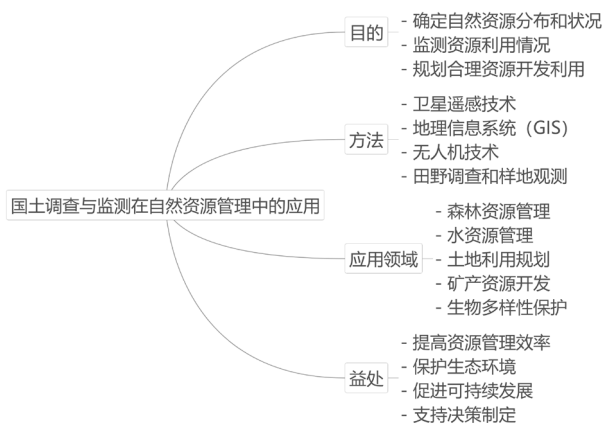 国土调查与监测在自然资源管理中的应用
目的
- 确定自然资源分布和状况
- 监测资源利用情况
- 规划合理资源开发利用
方法
- 卫星遥感技术
- 地理信息系统（GIS）
- 无人机技术
- 田野调查和样地观测
应用领域
- 森林资源管理
- 水资源管理
- 土地利用规划
- 矿产资源开发
- 生物多样性保护
益处
- 提高资源管理效率
- 保护生态环境
- 促进可持续发展
- 支持决策制定